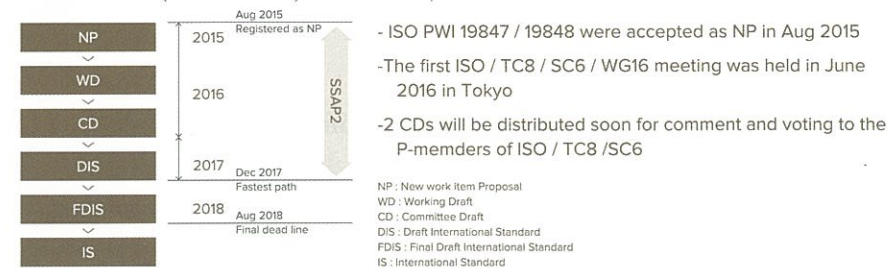 NP
WD
CD
DIS
FDIS
IS
Aug 2015
2015 Registered as NP
2016
2017 Dec 2017
Fastest path
2018 Aug 2018
Final dead line
SSAP2
- ISO PWI 19847 / 19848 were accepted as NP in Aug 2015
-The first ISO / TC8 / SC6 / WG16 meeting was held in June
2016 in Tokyo
-2 CDs will be distributed soon for comment and voting to the
P-memders of ISO / TC8 /SC6
NP : New work item Proposal
WD : Working Draft
CD : Committee Draft
DIS : Draft International Standard
FDIS : Final Draft International Standard
IS : International Standard